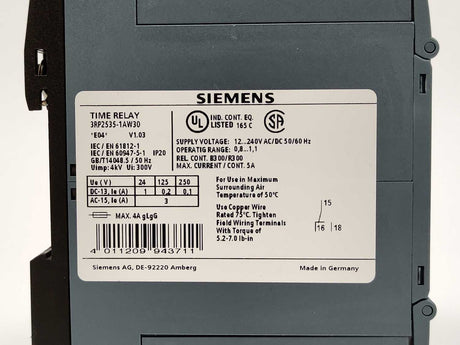 SIEMENS
TIME RELAY
3RP2535-1AW30
'E04' V1.03
IEC / EN 61812-1
IEC / EN 60947-5-1 IP20
GB/T14048.5 / 50 Hz
Uimp: 4kV Ui: 300V
UL LISTED
IND. CONT. EQ.
165 C
SA
SUPPLY VOLTAGE: 12...240V AC/DC 50/60Hz
OPERATIG RANGE: 0,8...1,1
REL. CONT: B300/R300
MAX. CURRENT / CONT. 5A
Ue (V) 24 125 250
DC-13, Ie (A) 1 0,2 0,1
AC-15, Ie (A) 3
MAX. 4A gLgG
4 011209 943711
For Use in Maximum
Surrounding Air
Temperature of 50°C
Use Copper Wire
Rated 75°C. Tighten
Field Wiring Terminals
With Torque of
5.2-7.0 lb-in
15
16 18
Siemens AG, DE-92220 Amberg
Made in Germany